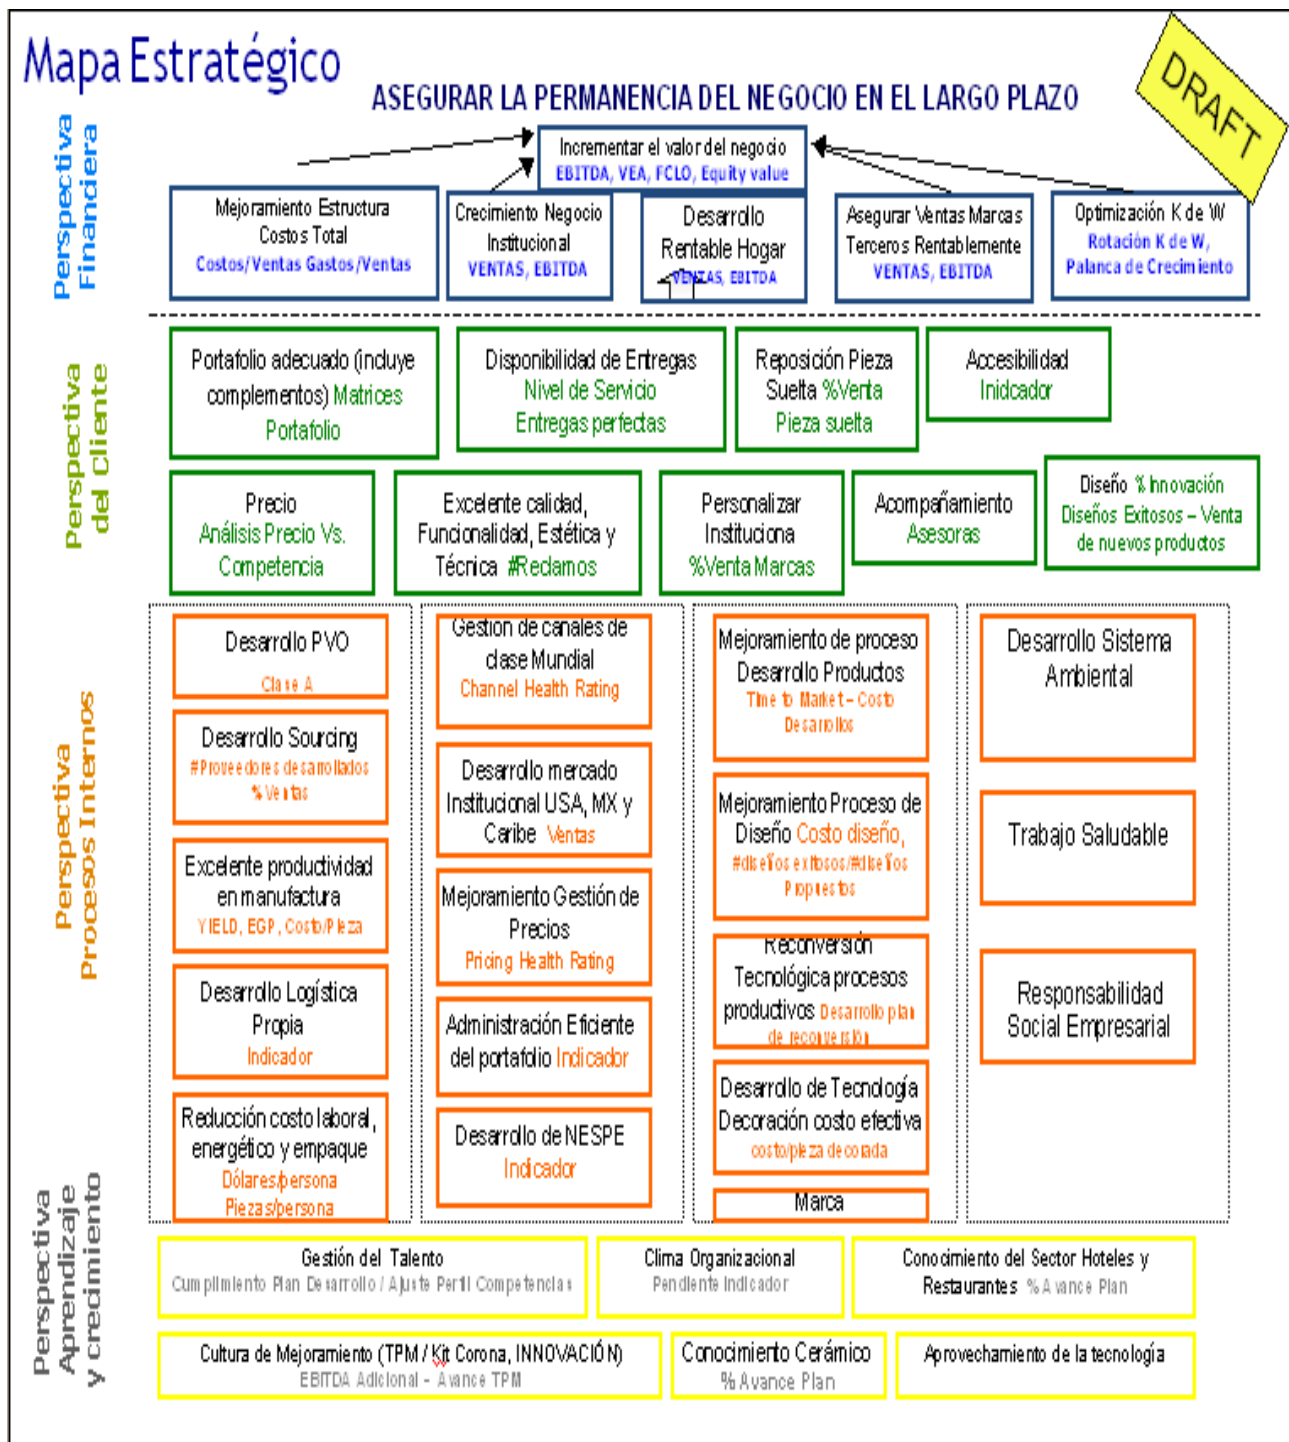 Mapa Estratégico
DRAFT
ASEGURAR LA PERMANENCIA DEL NEGOCIO EN EL LARGO PLAZO
Perspectiva
Financiera
Incrementar el valor del negocio
EBITDA, VEA, FCLO, Equity value
Mejoramiento Estructura
Costos Total
Costos/Ventas Gastos/Ventas
Crecimiento Negocio
Institucional
VENTAS, EBITDA
Desarrollo
Rentable Hogar
VENTAS, EBITDA
Asegurar Ventas Marcas
Terceros Rentablemente
VENTAS, EBITDA
Optimización K de W
Rotación K de W,
Palanca de Crecimiento
Perspectiva
del Cliente
Portafolio adecuado (incluye
complementos) Matrices
Portafolio
Disponibilidad de Entregas
Nivel de Servicio
Entregas perfectas
Reposición Pieza
Suelta %Venta
Pieza suelta
Accesibilidad
Inidcador
Precio
Análisis Precio Vs.
Competencia
Excelente calidad,
Funcionalidad, Estética y
Técnica #Reclamos
Personalizar
Instituciona
%Venta Marcas
Acompañamiento
Asesoras
Diseño % Innovación
Diseños Exitosos – Venta
de nuevos productos
Perspectiva
Procesos Internos
Desarrollo PVO
Clase A
Desarrollo Sourcing
#Proveedores desarrollados
% Ventas
Excelente productividad
en manufactura
YIELD, EGP, Costo/Pieza
Desarrollo Logística
Propia
Indicador
Reducción costo laboral,
energético y empaque
Dólares/persona
Piezas/persona
Gestión de canales de
clase Mundial
Channel Health Rating
Desarrollo mercado
Institucional USA, MX y
Caribe Ventas
Mejoramiento Gestión de
Precios
Pricing Health Rating
Administración Eficiente
del portafolio Indicador
Desarrollo de NESPE
Indicador
Mejoramiento de proceso
Desarrollo Productos
Time to Market – Costo
Desarrollos
Mejoramiento Proceso de
Diseño Costo diseño,
#diseños exitosos/#diseños
Propuestos
Reconversión
Tecnológica procesos
productivos Desarrollo plan
de reconversión
Desarrollo de Tecnología
Decoración costo efectiva
costo/pieza decorada
Marca
Desarrollo Sistema
Ambiental
Trabajo Saludable
Responsabilidad
Social Empresarial
Perspectiva
Aprendizaje
y crecimiento
Gestión del Talento
Cumplimiento Plan Desarrollo / Ajuste Perfil Competencias
Clima Organizacional
Pendiente Indicador
Conocimiento del Sector Hoteles y
Restaurantes % Avance Plan
Cultura de Mejoramiento (TPM / Kit Corona, INNOVACIÓN)
EBITDA Adicional – Avance TPM
Conocimiento Cerámico
% Avance Plan
Aprovechamiento de la tecnología